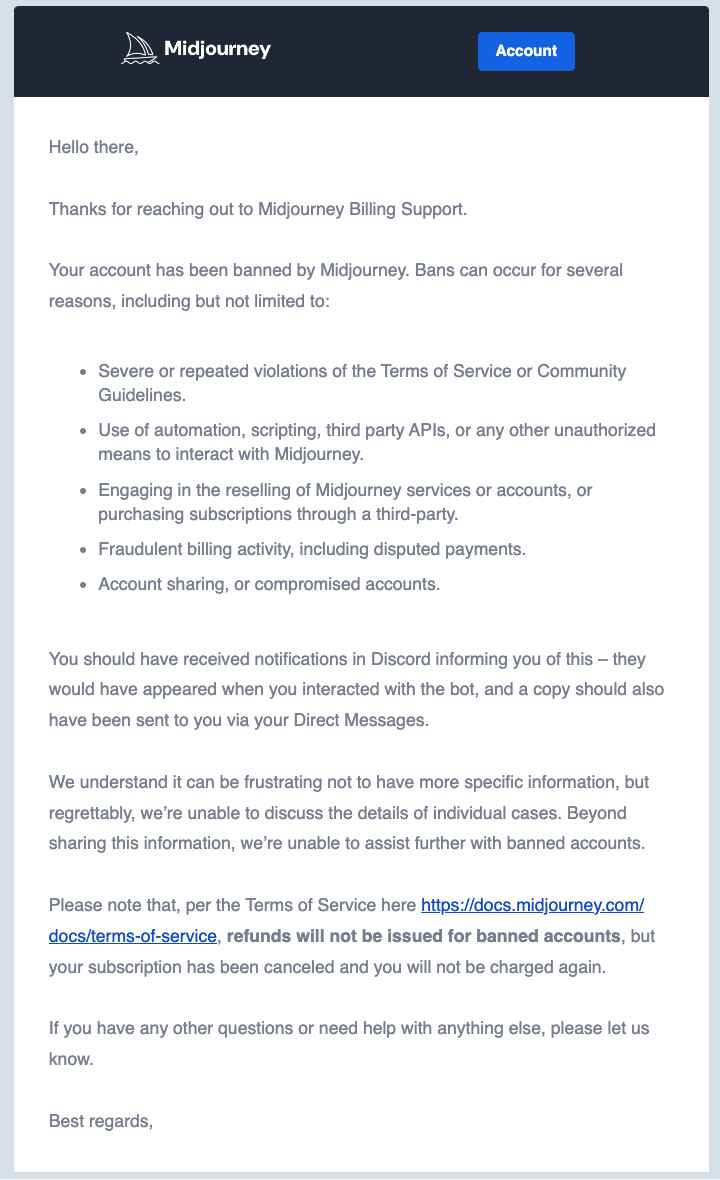 Midjourney
Account
Hello there,
Thanks for reaching out to Midjourney Billing Support.
Your account has been banned by Midjourney. Bans can occur for several
reasons, including but not limited to:
• Severe or repeated violations of the Terms of Service or Community
Guidelines.
• Use of automation, scripting, third party APIs, or any other unauthorized
means to interact with Midjourney.
• Engaging in the reselling of Midjourney services or accounts, or
purchasing subscriptions through a third-party.
• Fraudulent billing activity, including disputed payments.
• Account sharing, or compromised accounts.
You should have received notifications in Discord informing you of this – they
would have appeared when you interacted with the bot, and a copy should also
have been sent to you via your Direct Messages.
We understand it can be frustrating not to have more specific information, but
regrettably, we’re unable to discuss the details of individual cases. Beyond
sharing this information, we’re unable to assist further with banned accounts.
Please note that, per the Terms of Service here https://docs.midjourney.com/
docs/terms-of-service, refunds will not be issued for banned accounts, but
your subscription has been canceled and you will not be charged again.
If you have any other questions or need help with anything else, please let us
know.
Best regards,